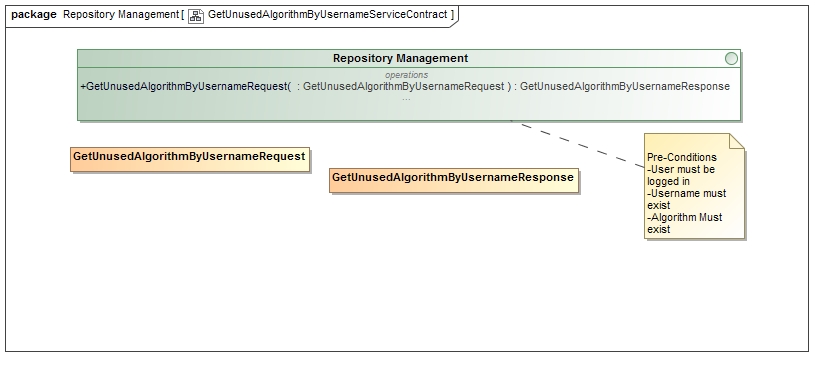 package Repository Management [ GetUnusedAlgorithmByUsernameServiceContract ]
Repository Management
operations
+GetUnusedAlgorithmByUsernameRequest( : GetUnusedAlgorithmByUsernameRequest ) : GetUnusedAlgorithmByUsernameResponse
...
GetUnusedAlgorithmByUsernameRequest
GetUnusedAlgorithmByUsernameResponse
Pre-Conditions
-User must be
logged in
-Username must
exist
-Algorithm Must
exist